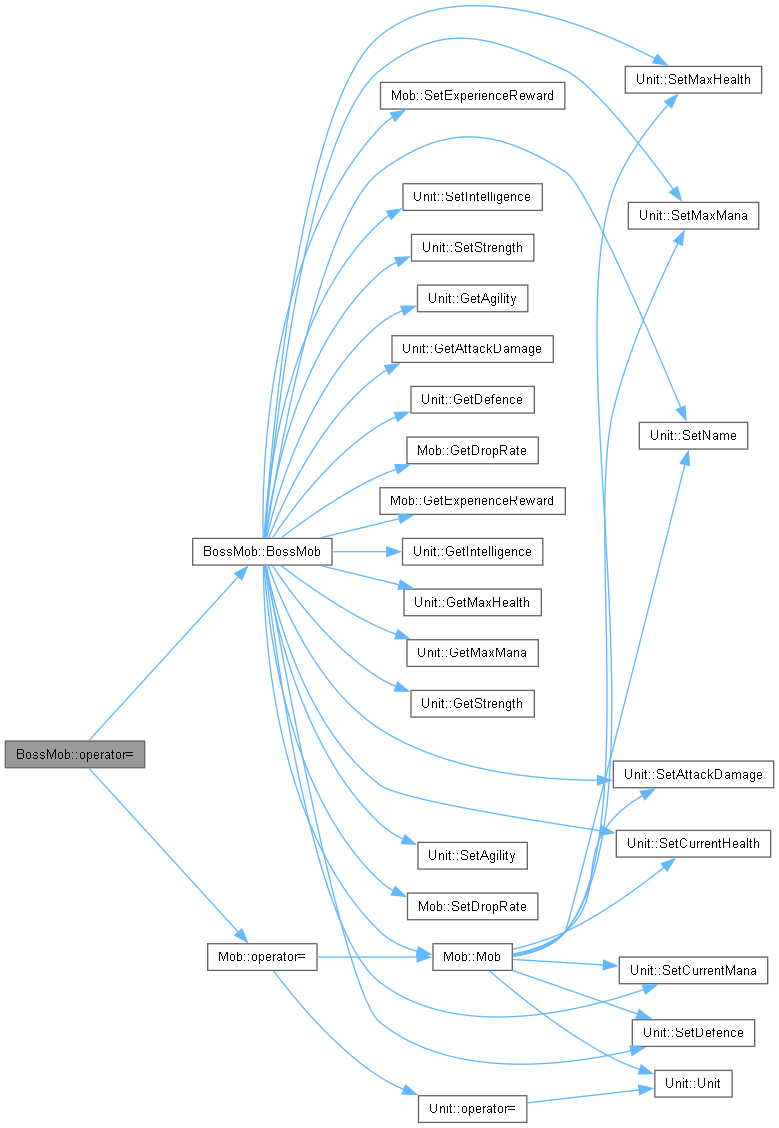 Unit::SetMaxHealth
Mob::SetExperienceReward
Unit::SetIntelligence
Unit::SetMaxMana
Unit::SetStrength
Unit::GetAgility
Unit::GetAttackDamage
Unit::GetDefence
Unit::SetName
Mob::GetDropRate
Mob::GetExperienceReward
BossMob::BossMob
Unit::GetIntelligence
Unit::GetMaxHealth
Unit::GetMaxMana
Unit::GetStrength
BossMob::operator=
Unit::SetAttackDamage
Unit::SetCurrentHealth
Unit::SetAgility
Mob::SetDropRate
Mob::operator=
Mob::Mob
Unit::SetCurrentMana
Unit::SetDefence
Unit::Unit
Unit::operator=